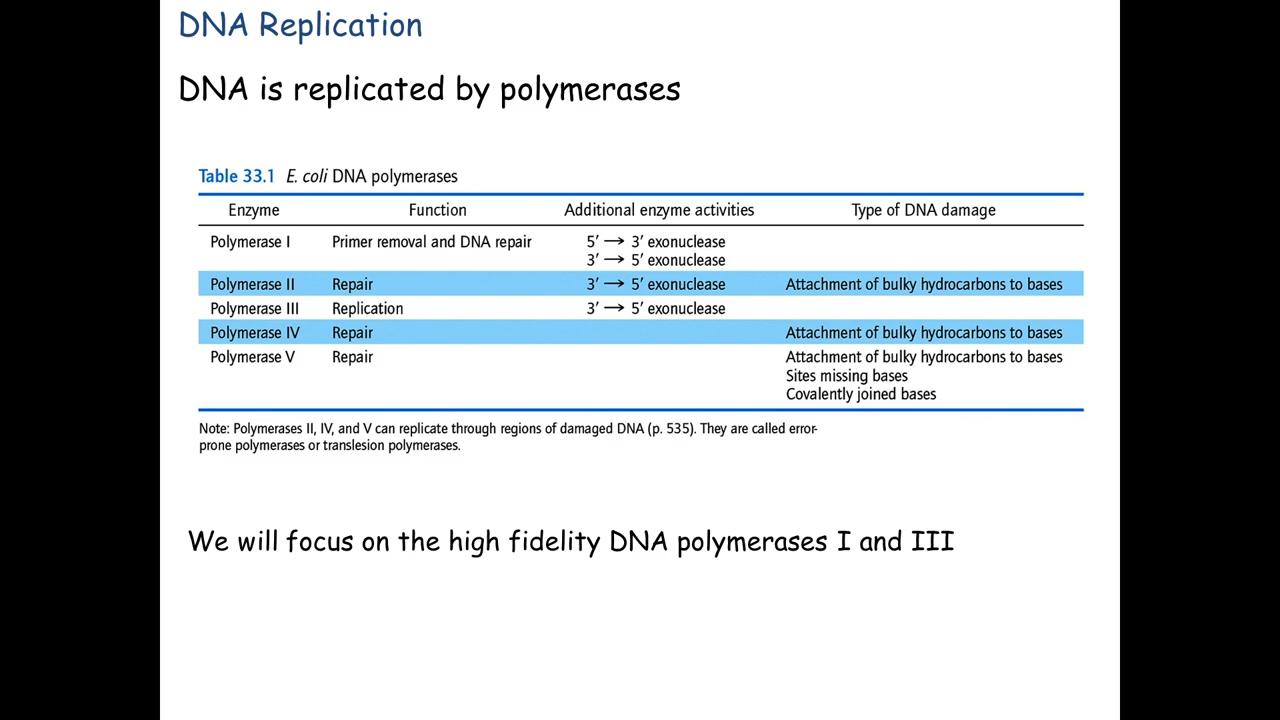 DNA Replication
DNA is replicated by polymerases
Table 33.1 E. coli DNA polymerases
Enzyme Function Additional enzyme activities Type of DNA damage
Polymerase I Primer removal and DNA repair 5′ → 3′ exonuclease
3′ → 5′ exonuclease
Polymerase II Repair 3′ → 5′ exonuclease Attachment of bulky hydrocarbons to bases
Polymerase III Replication 3′ → 5′ exonuclease
Polymerase IV Repair Attachment of bulky hydrocarbons to bases
Polymerase V Repair Attachment of bulky hydrocarbons to bases
Sites missing bases
Covalently joined bases
Note: Polymerases II, IV, and V can replicate through regions of damaged DNA (p. 535). They are called error-
prone polymerases or translesion polymerases.
We will focus on the high fidelity DNA polymerases I and III